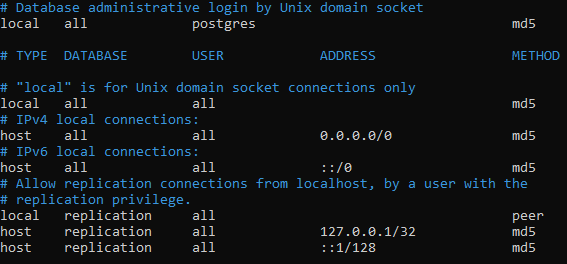 # Database administrative login by Unix domain socket
local   all             postgres                                md5

# TYPE  DATABASE        USER            ADDRESS                 METHOD

# "local" is for Unix domain socket connections only
local   all             all                                     md5
# IPv4 local connections:
host    all             all             0.0.0.0/0               md5
# IPv6 local connections:
host    all             all             ::/0                    md5
# Allow replication connections from localhost, by a user with the
# replication privilege.
local   replication     all                                     peer
host    replication     all             127.0.0.1/32            md5
host    replication     all             ::1/128                 md5